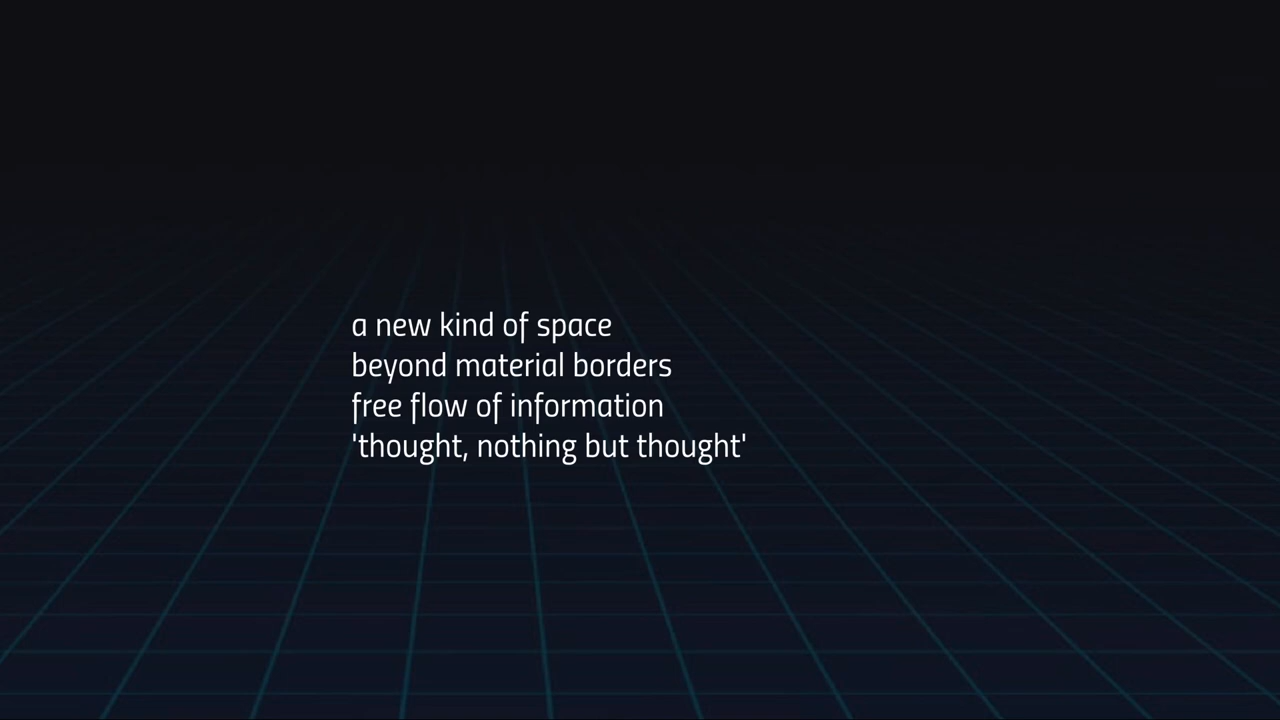 a new kind of space
beyond material borders
free flow of information
'thought, nothing but thought'